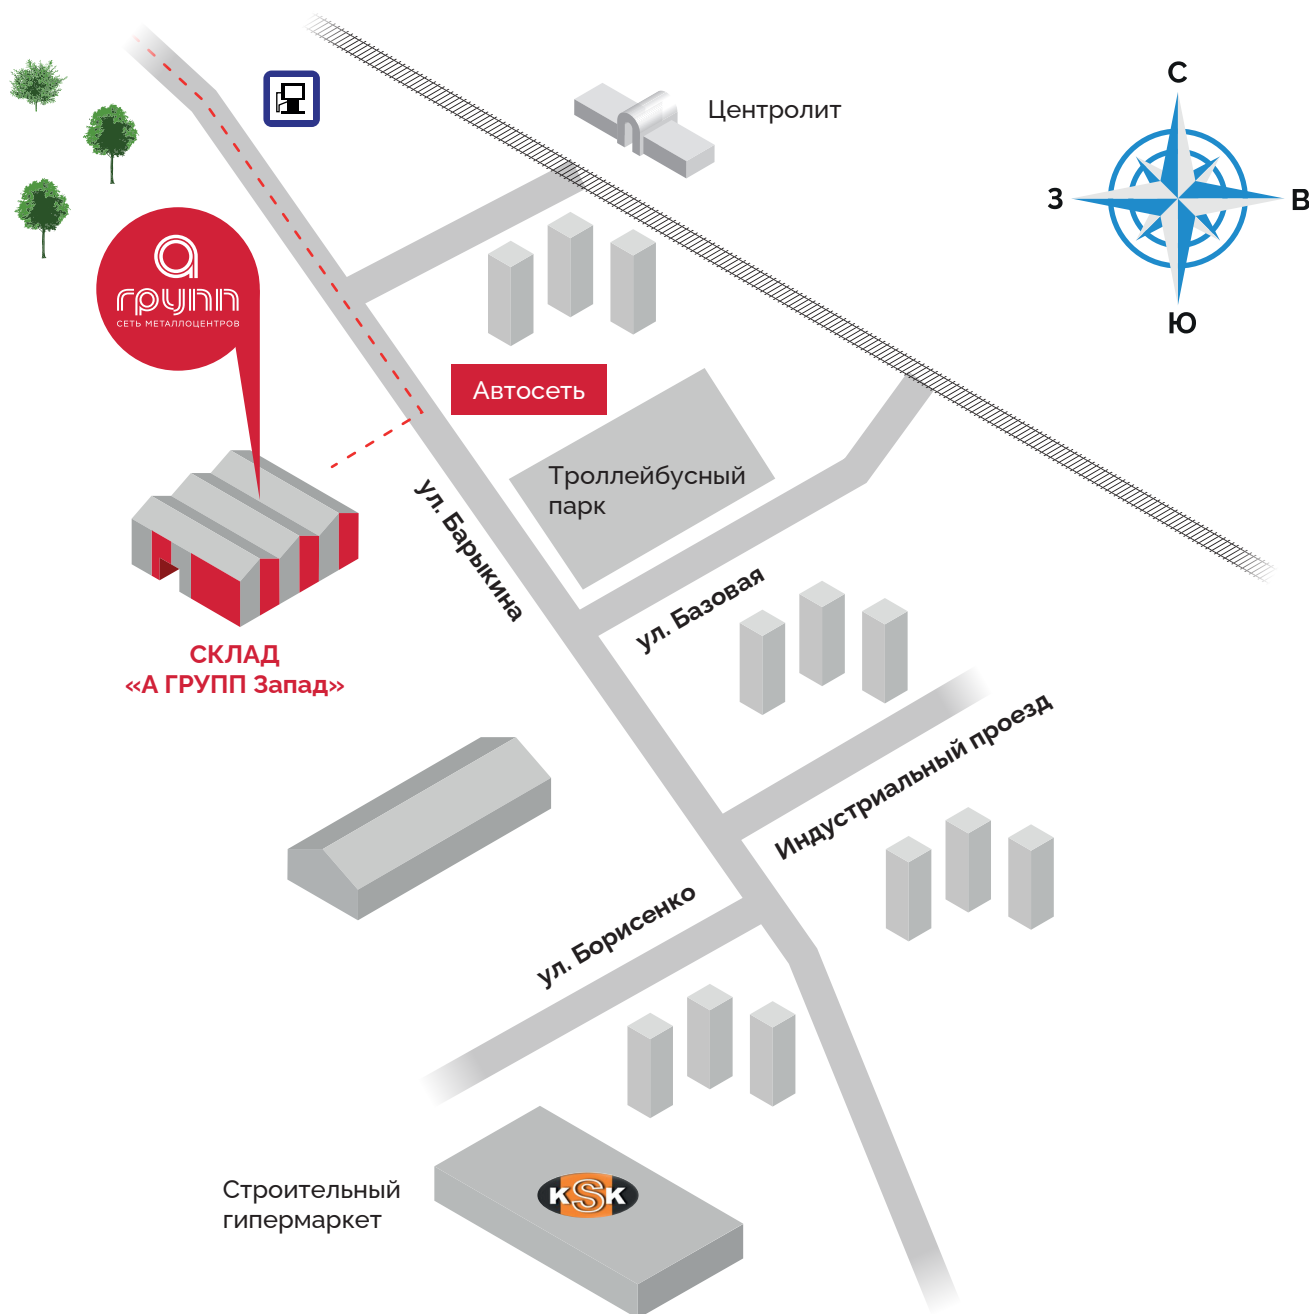 С
Центролит
З
В
а
групп
СЕТЬ МЕТАЛЛОЦЕНТРОВ
Ю
Автосеть
Троллейбусный
парк
ул. Барыкина
ул. Базовая
СКЛАД
«А ГРУПП Запад»
Индустриальный проезд
ул. Борисенко
Строительный
гипермаркет
KSK